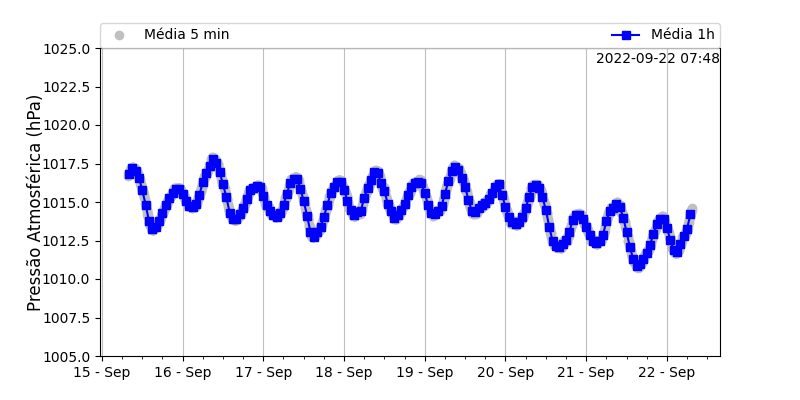 Média 5 min
Média 1h
2022-09-22 07:48
Pressão Atmosférica (hPa)
1025.0
1022.5
1020.0
1017.5
1015.0
1012.5
1010.0
1007.5
1005.0
15 - Sep
16 - Sep
17 - Sep
18 - Sep
19 - Sep
20 - Sep
21 - Sep
22 - Sep